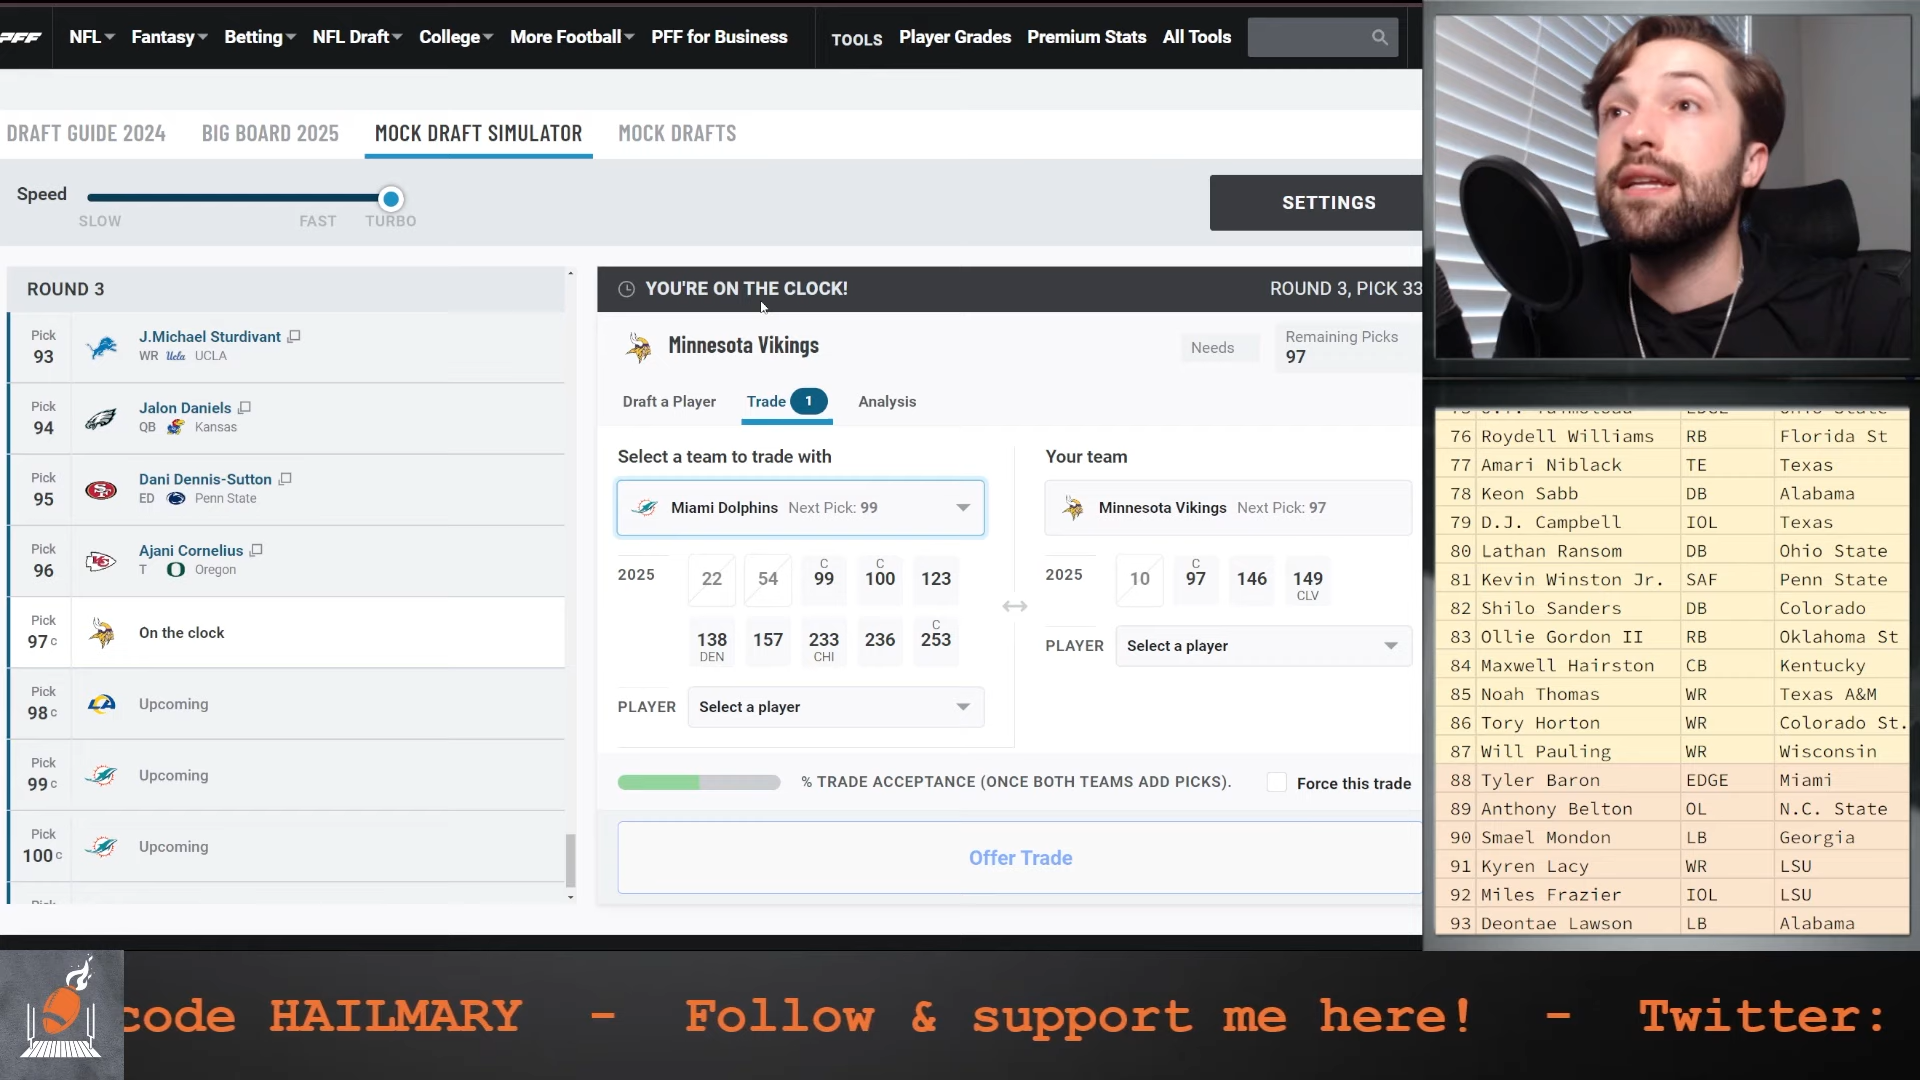 PFF NFL Fantasy Betting NFL Draft College More Football PFF for Business TOOLS Player Grades Premium Stats All Tools
DRAFT GUIDE 2024 BIG BOARD 2025 MOCK DRAFT SIMULATOR MOCK DRAFTS
Speed
SLOW FAST TURBO
SETTINGS
ROUND 3
Pick 93 J.Michael Sturdivant
WR Ucla UCLA
Pick 94 Jalon Daniels
QB Kansas
Pick 95 Dani Dennis-Sutton
ED Penn State
Pick 96 Ajani Cornelius
T Oregon
Pick 97 C On the clock
Pick 98 C Upcoming
Pick 99 C Upcoming
Pick 100 C Upcoming
YOU'RE ON THE CLOCK! ROUND 3, PICK 33
Minnesota Vikings Needs Remaining Picks
97
Draft a Player Trade 1 Analysis
Select a team to trade with
Miami Dolphins Next Pick: 99
2025 22 54 C 99 C 100 123
138 DEN 157 233 CHI 236 C 253
PLAYER Select a player
Your team
Minnesota Vikings Next Pick: 97
2025 10 C 97 146 149 CLV
PLAYER Select a player
% TRADE ACCEPTANCE (ONCE BOTH TEAMS ADD PICKS). Force this trade
Offer Trade
76 Roydell Williams RB Florida St
77 Amari Niblack TE Texas
78 Keon Sabb DB Alabama
79 D.J. Campbell IOL Texas
80 Lathan Ransom DB Ohio State
81 Kevin Winston Jr. SAF Penn State
82 Shilo Sanders DB Colorado
83 Ollie Gordon II RB Oklahoma St
84 Maxwell Hairston CB Kentucky
85 Noah Thomas WR Texas A&M
86 Tory Horton WR Colorado St.
87 Will Pauling WR Wisconsin
88 Tyler Baron EDGE Miami
89 Anthony Belton OL N.C. State
90 Smael Mondon LB Georgia
91 Kyren Lacy WR LSU
92 Miles Frazier IOL LSU
93 Deontae Lawson LB Alabama
code HAILMARY - Follow & support me here! - Twitter: